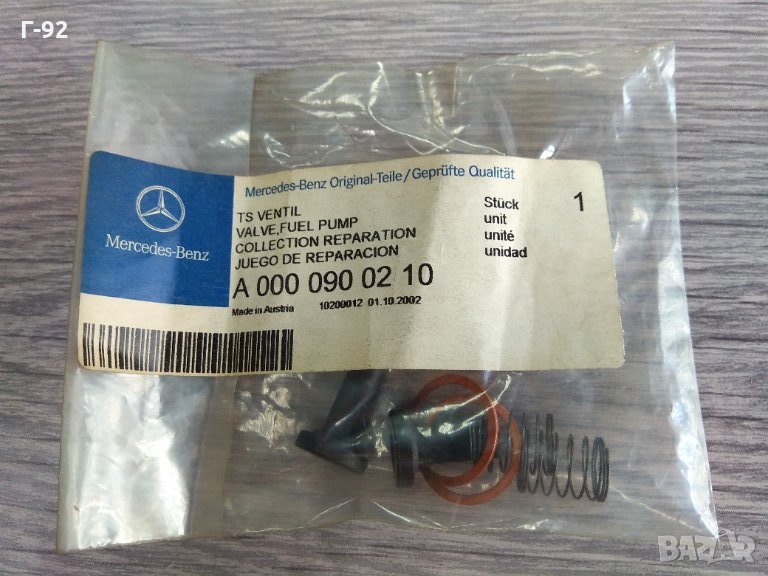 Г-92
Mercedes-Benz Original-Teile/Geprüfte Qualität
Mercedes-Benz
TS VENTIL
VALVE,FUEL PUMP
COLLECTION REPARATION
JUEGO DE REPARACION
Stück 1
unit
unité
unidad
A 000 090 02 10
Made in Austria 10200012 01.10.2002
BAZAR